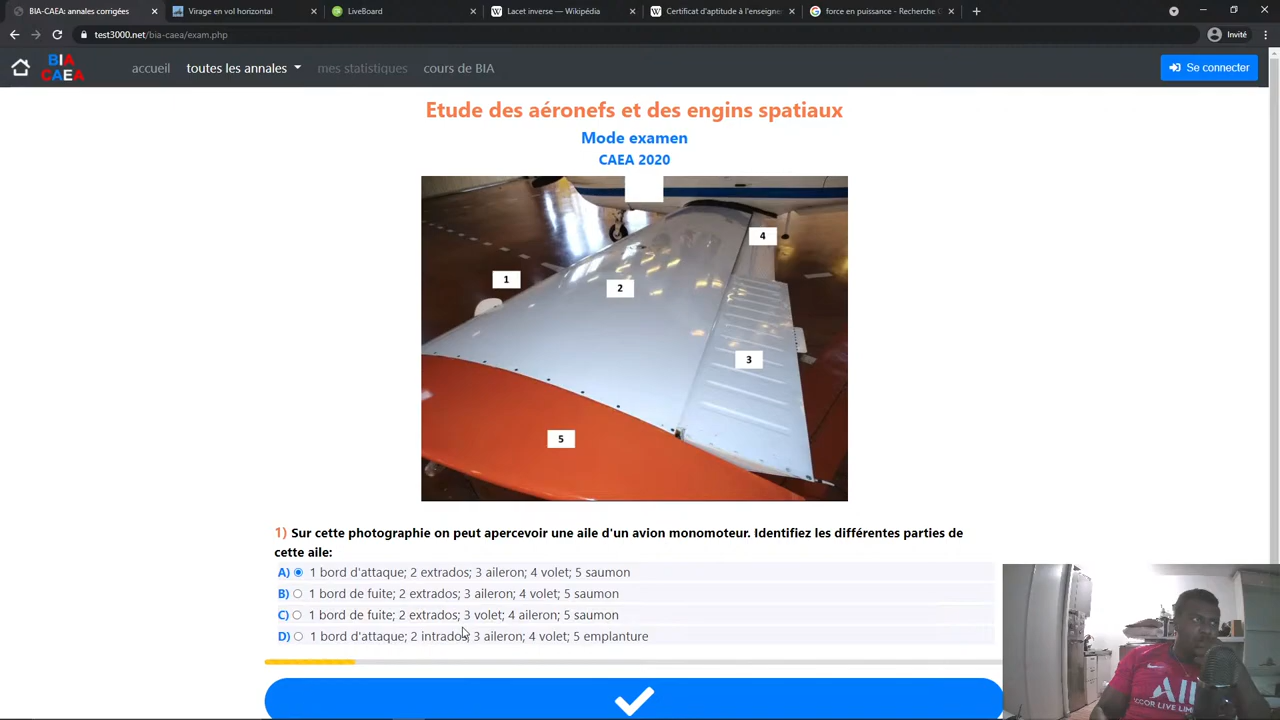 BIA-CAEA: annales corrigées
Virage en vol horizontal
LiveBoard
Lacet inverse — Wikipédia
Certificat d'aptitude à l'enseigne
force en puissance - Recherche
test3000.net/bia-caea/exam.php
Invité
BIA
CAEA
accueil
toutes les annales
mes statistiques
cours de BIA
Se connecter
Etude des aéronefs et des engins spatiaux
Mode examen
CAEA 2020
4
1
2
3
5
1) Sur cette photographie on peut apercevoir une aile d'un avion monomoteur. Identifiez les différentes parties de
cette aile:
A) 1 bord d'attaque; 2 extrados; 3 aileron; 4 volet; 5 saumon
B) 1 bord de fuite; 2 extrados; 3 aileron; 4 volet; 5 saumon
C) 1 bord de fuite; 2 extrados; 3 volet; 4 aileron; 5 saumon
D) 1 bord d'attaque; 2 intrados; 3 aileron; 4 volet; 5 emplanture
ALL
ACCOR LIVE LIMI